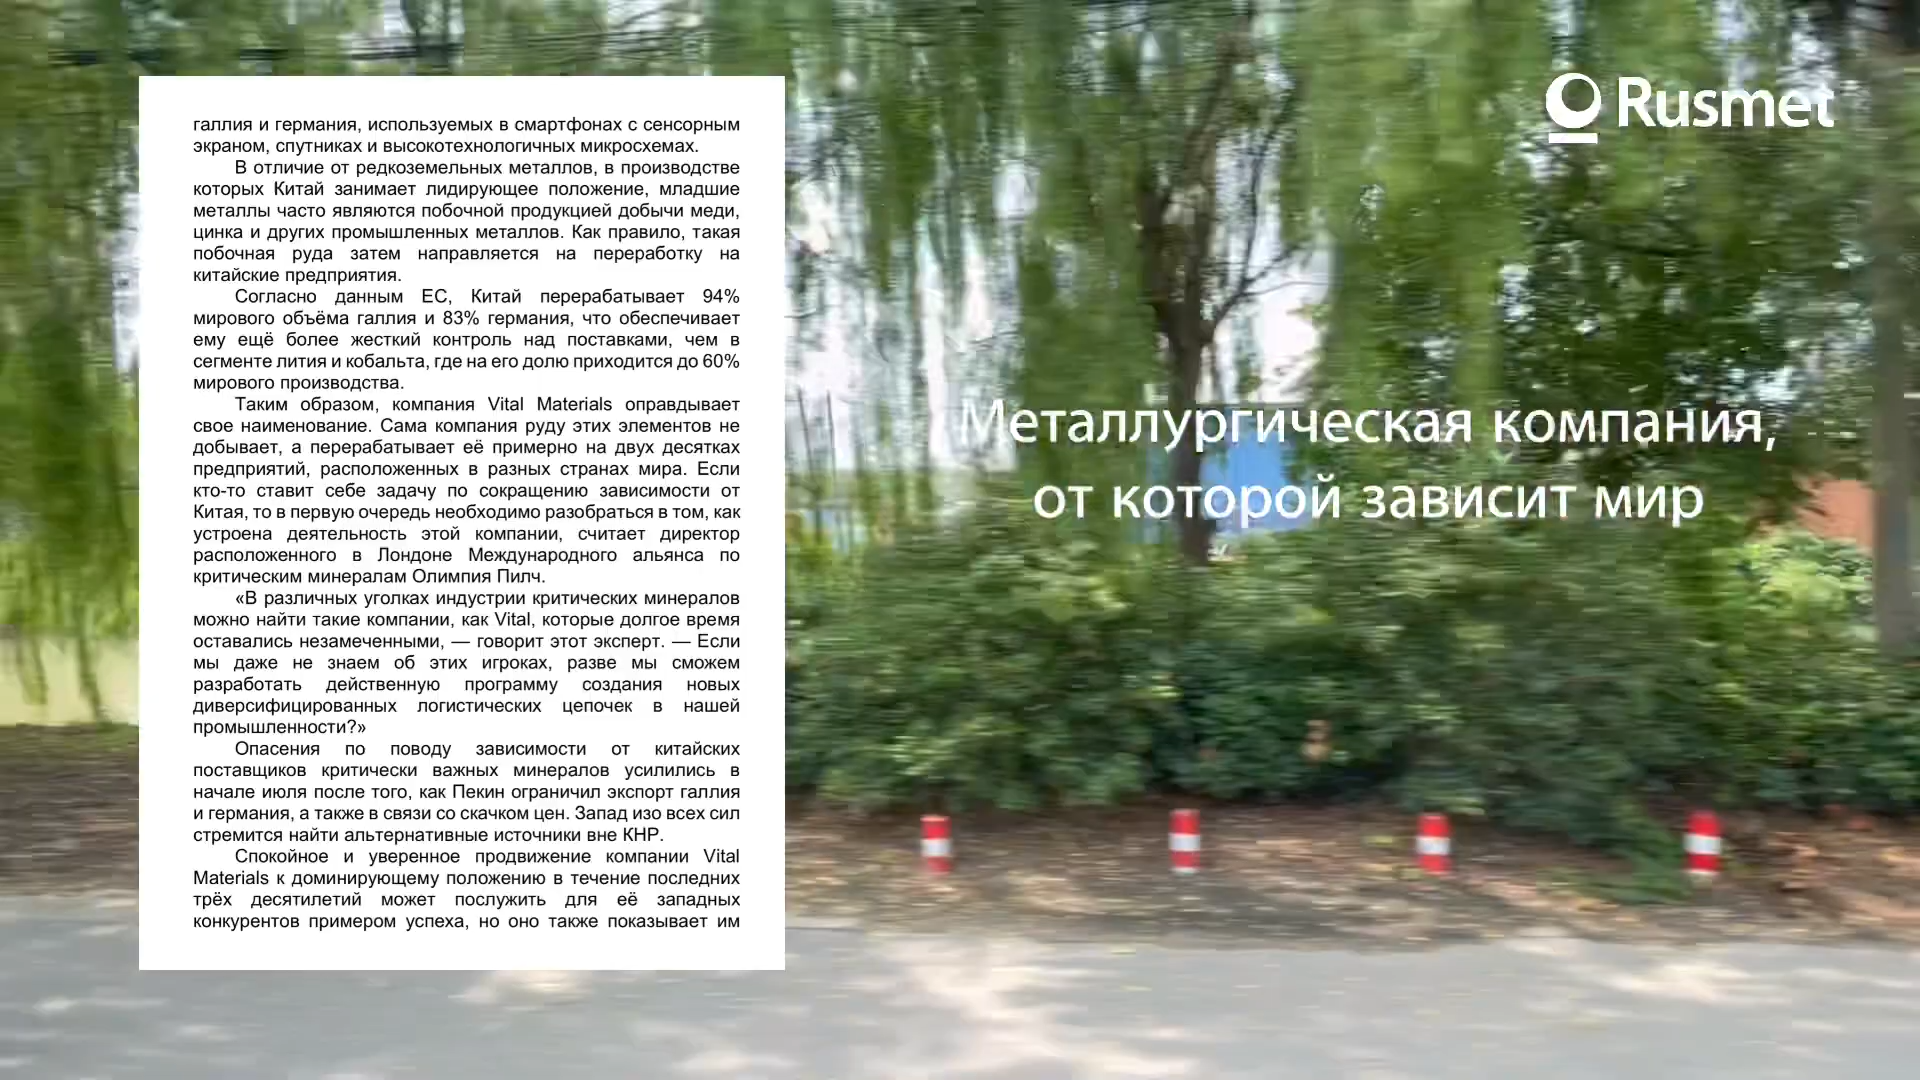 галлия и германия, используемых в смартфонах с сенсорным
экраном, спутниках и высокотехнологичных микросхемах.
В отличие от редкоземельных металлов, в производстве
которых Китай занимает лидирующее положение, младшие
металлы часто являются побочной продукцией добычи меди,
цинка и других промышленных металлов. Как правило, такая
побочная руда затем направляется на переработку на
китайские предприятия.
Согласно данным ЕС, Китай перерабатывает 94%
мирового объёма галлия и 83% германия, что обеспечивает
ему ещё более жесткий контроль над поставками, чем в
сегменте лития и кобальта, где на его долю приходится до 60%
мирового производства.
Таким образом, компания Vital Materials оправдывает
свое наименование. Сама компания руду этих элементов не
добывает, а перерабатывает её примерно на двух десятках
предприятий, расположенных в разных странах мира. Если
кто-то ставит себе задачу по сокращению зависимости от
Китая, то в первую очередь необходимо разобраться в том, как
устроена деятельность этой компании, считает директор
расположенного в Лондоне Международного альянса по
критическим минералам Олимпия Пилч.
«В различных уголках индустрии критических минералов
можно найти такие компании, как Vital, которые долгое время
оставались незамеченными, — говорит этот эксперт. — Если
мы даже не знаем об этих игроках, разве мы сможем
разработать действенную программу создания новых
диверсифицированных логистических цепочек в нашей
промышленности?»
Опасения по поводу зависимости от китайских
поставщиков критически важных минералов усилились в
начале июля после того, как Пекин ограничил экспорт галлия
и германия, а также в связи со скачком цен. Запад изо всех сил
стремится найти альтернативные источники вне КНР.
Спокойное и уверенное продвижение компании Vital
Materials к доминирующему положению в течение последних
трёх десятилетий может послужить для её западных
конкурентов примером успеха, но оно также показывает им
Rusmet
Металлургическая компания,
от которой зависит мир